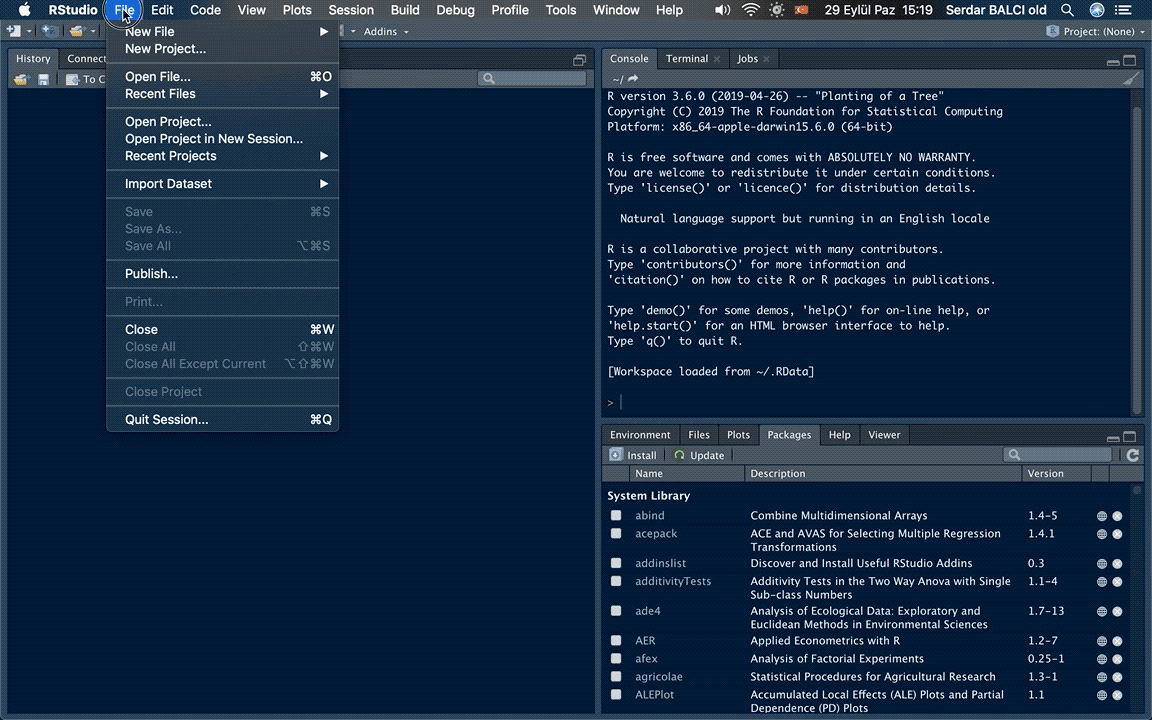 RStudio File Edit Code View Plots Session Build Debug Profile Tools Window Help 29 Eylül Paz 15:19 Serdar BALCI old
Addins
Project: (None)
New File
New Project...
Open File... ⌘O
Recent Files
Open Project...
Open Project in New Session...
Recent Projects
Import Dataset
Save ⌘S
Save As...
Save All ⌥⌘S
Publish...
Print...
Close ⌘W
Close All ⇧⌘W
Close All Except Current ⌥⇧⌘W
Close Project
Quit Session... ⌘Q
History Connect
To C
Console Terminal Jobs
~/
R version 3.6.0 (2019-04-26) -- "Planting of a Tree"
Copyright (C) 2019 The R Foundation for Statistical Computing
Platform: x86_64-apple-darwin15.6.0 (64-bit)
R is free software and comes with ABSOLUTELY NO WARRANTY.
You are welcome to redistribute it under certain conditions.
Type 'license()' or 'licence()' for distribution details.
Natural language support but running in an English locale
R is a collaborative project with many contributors.
Type 'contributors()' for more information and
'citation()' on how to cite R or R packages in publications.
Type 'demo()' for some demos, 'help()' for on-line help, or
'help.start()' for an HTML browser interface to help.
Type 'q()' to quit R.
[Workspace loaded from ~/.RData]
>
Environment Files Plots Packages Help Viewer
Install Update
Name Description Version
System Library
abind Combine Multidimensional Arrays 1.4-5
acepack ACE and AVAS for Selecting Multiple Regression 1.4.1
Transformations
addinslist Discover and Install Useful RStudio Addins 0.3
additivityTests Additivity Tests in the Two Way Anova with Single 1.1-4
Sub-class Numbers
ade4 Analysis of Ecological Data: Exploratory and 1.7-13
Euclidean Methods in Environmental Sciences
AER Applied Econometrics with R 1.2-7
afex Analysis of Factorial Experiments 0.25-1
agricolae Statistical Procedures for Agricultural Research 1.3-1
ALEPlot Accumulated Local Effects (ALE) Plots and Partial 1.1
Dependence (PD) Plots